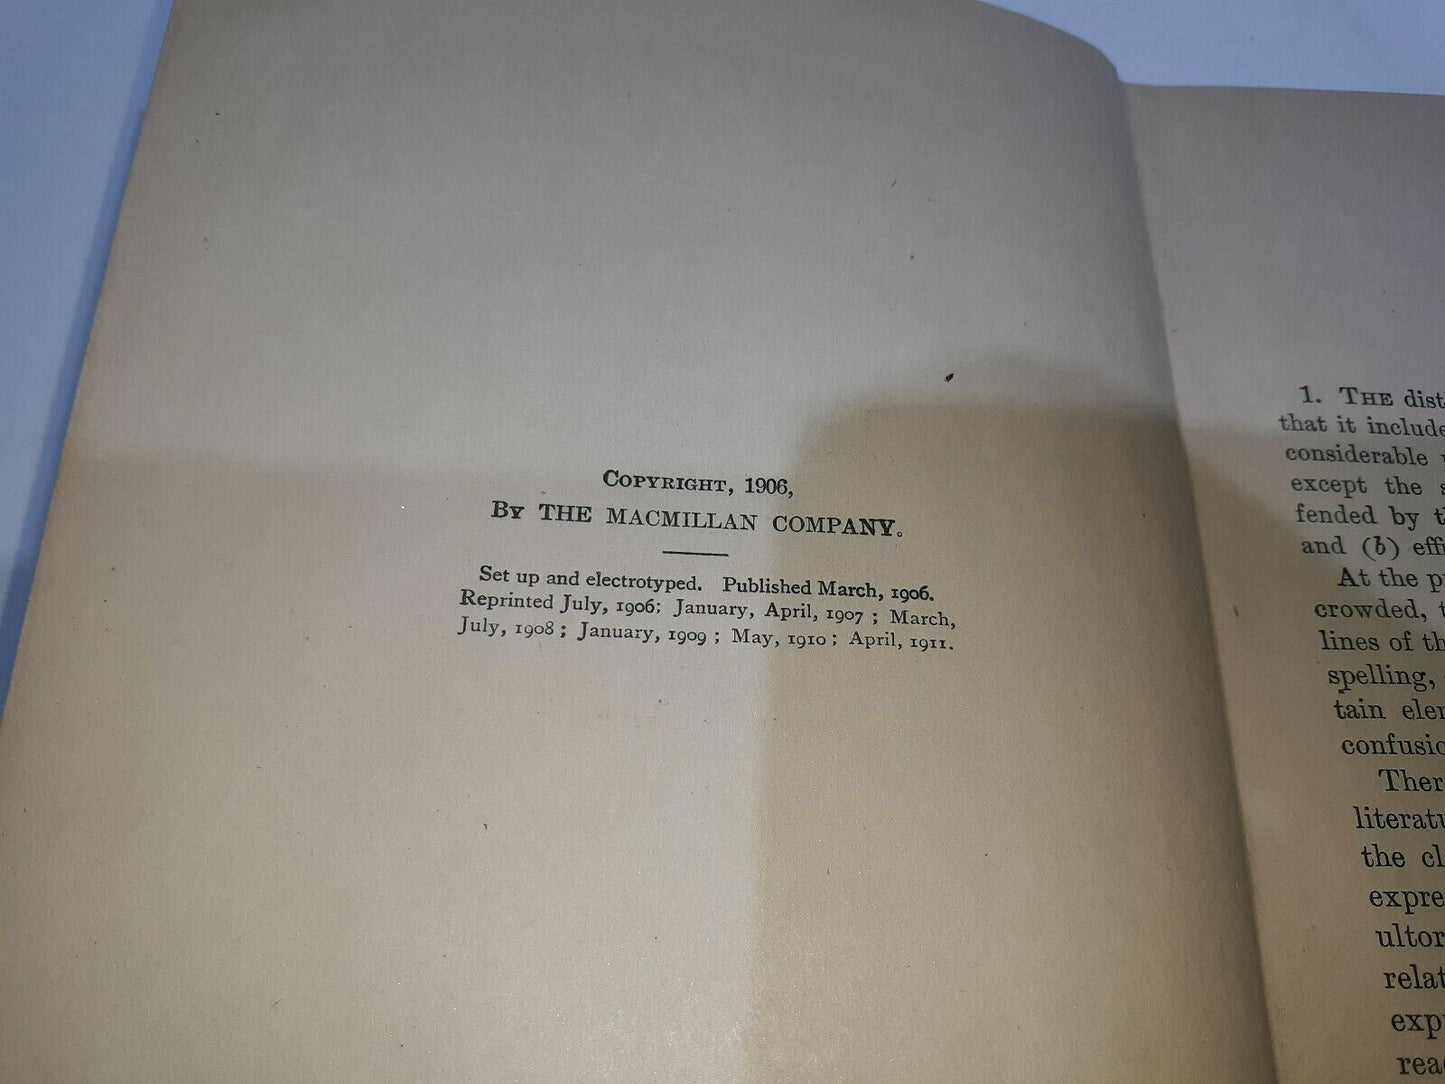 COPYRIGHT, 1906,
BY THE MACMILLAN COMPANY.
Set up and electrotyped. Published March, 1906.
Reprinted July, 1906; January, April, 1907; March,
July, 1908; January, 1909; May, 1910; April, 1911.
1. THE dist
that it include
considerable
except the s
fended by t
and (b) effi
At the p
crowded, t
lines of th
spelling,
tain eler
confusio
Ther
literatu
the cl
expre
ultor
relat
exp
rea